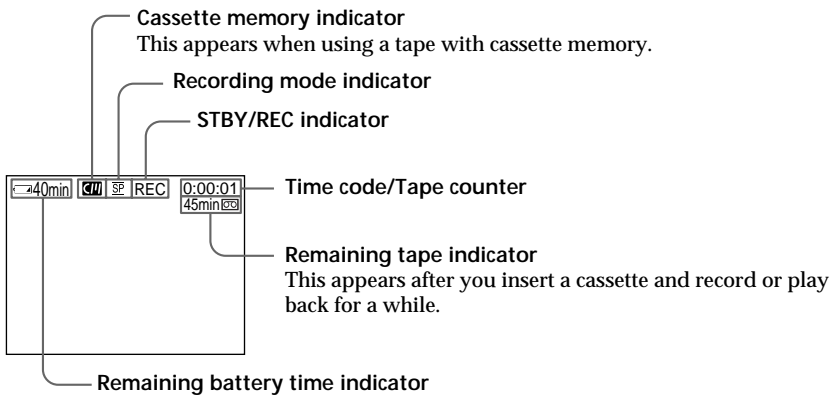 Cassette memory indicator
This appears when using a tape with cassette memory.
Recording mode indicator
STBY/REC indicator
40min CM SP REC 0:00:01
45min
Time code/Tape counter
Remaining tape indicator
This appears after you insert a cassette and record or play
back for a while.
Remaining battery time indicator